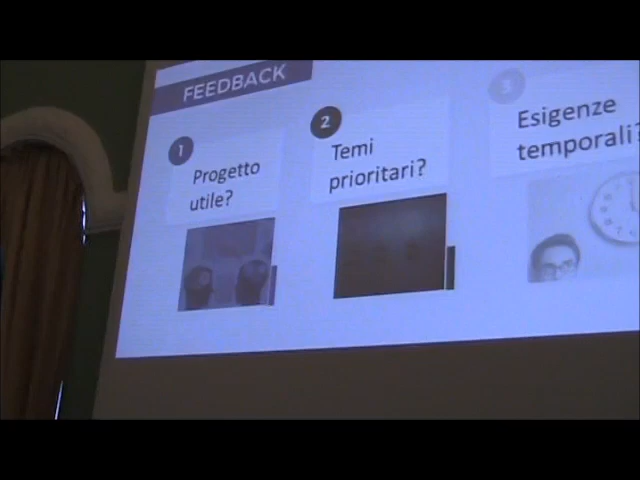 FEEDBACK
1
Progetto
utile?
2
Temi
prioritari?
3
Esigenze
temporali?